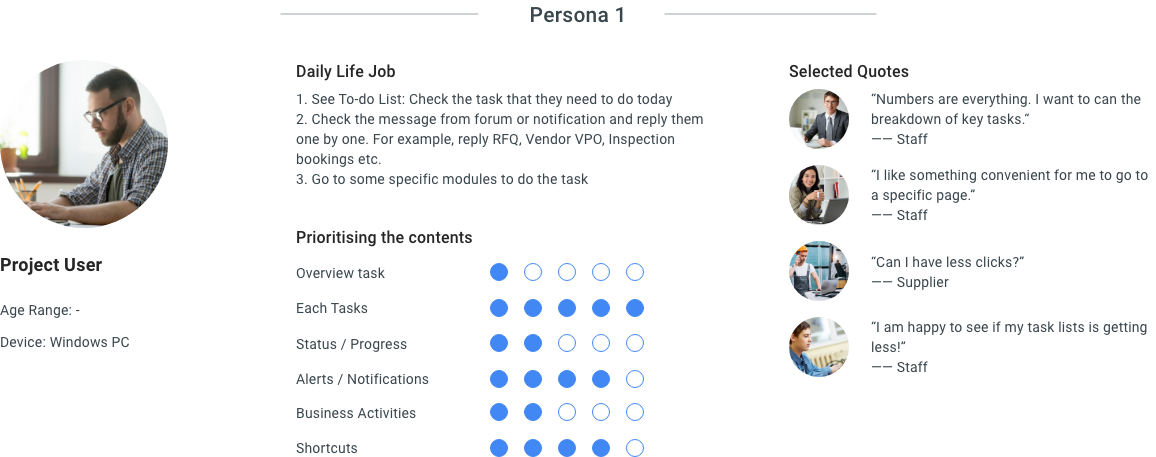 Persona 1
Project User
Age Range: -
Device: Windows PC
Daily Life Job
1. See To-do List: Check the task that they need to do today
2. Check the message from forum or notification and reply them
one by one. For example, reply RFQ, Vendor VPO, Inspection
bookings etc.
3. Go to some specific modules to do the task
Prioritising the contents
Overview task
Each Tasks
Status / Progress
Alerts / Notifications
Business Activities
Shortcuts
Selected Quotes
“Numbers are everything. I want to can the
breakdown of key tasks.“
—— Staff
“I like something convenient for me to go to
a specific page.”
—— Staff
“Can I have less clicks?”
—— Supplier
“I am happy to see if my task lists is getting
less!”
—— Staff